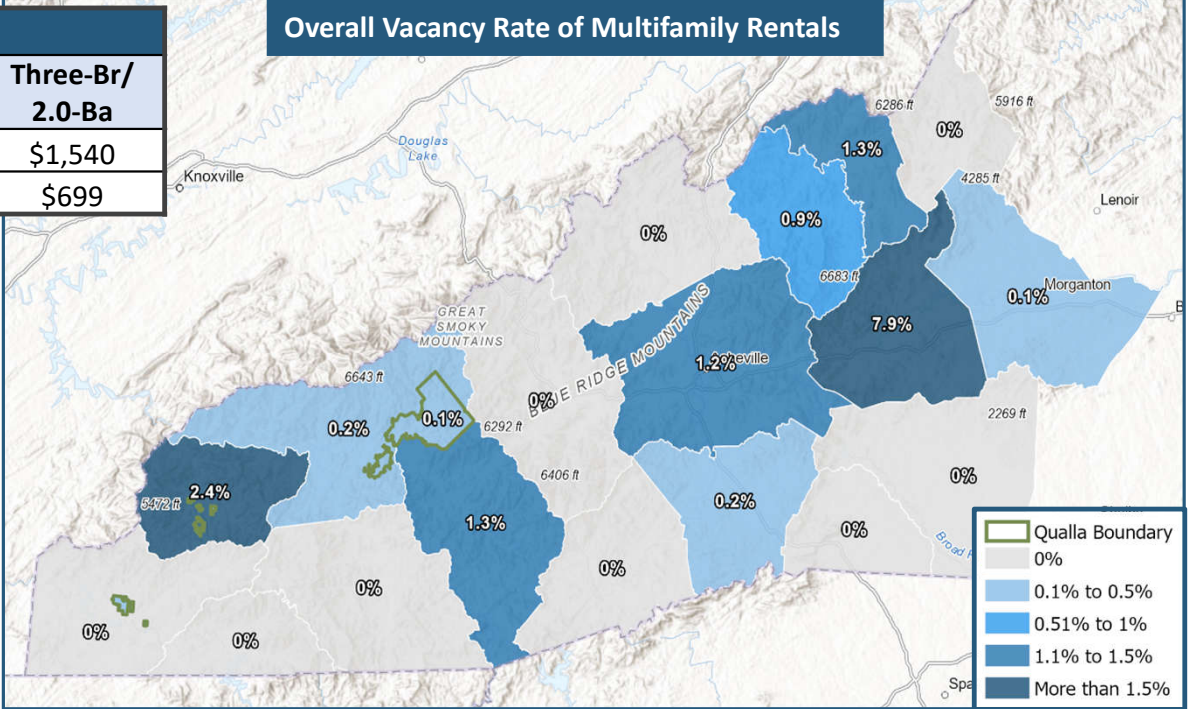 Overall Vacancy Rate of Multifamily Rentals
Three-Br/
2.0-Ba
$1,540
$699
Knoxville
Douglas
Lake
6286 ft
5916 ft
0%
1.3%
4285 ft
Lenoir
0.9%
0%
6683 ft
Morganton
0.1%
7.9%
GREAT
SMOKY
MOUNTAINS
BLUE RIDGE MOUNTAINS
1.2%
6643 ft
0%
0.2%
0.1%
6292 ft
2269 ft
6406 ft
0%
2.4%
5472 ft
0.2%
1.3%
0%
0%
0%
0%
0%
Broad
Spa
Qualla Boundary
0%
0.1% to 0.5%
0.51% to 1%
1.1% to 1.5%
More than 1.5%